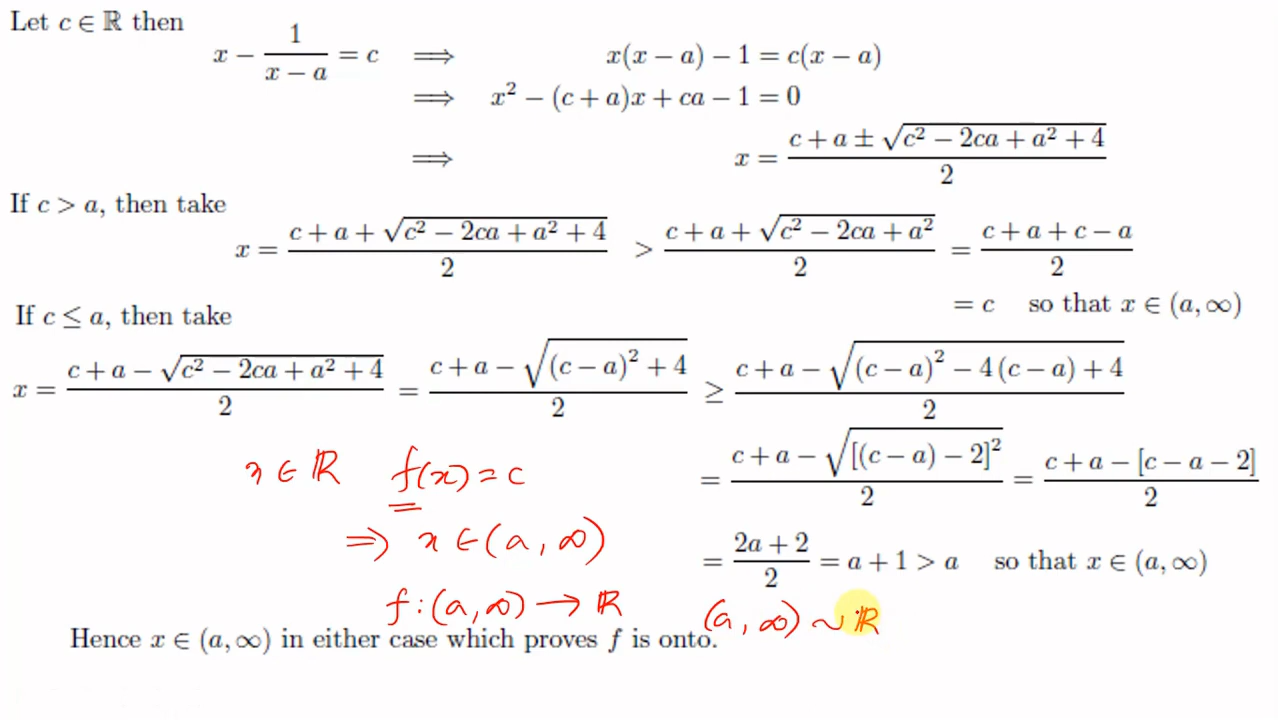 Let c ∈ ℝ then
x − 1/(x − a) = c ⟹ x(x − a) − 1 = c(x − a)
⟹ x² − (c + a)x + ca − 1 = 0
⟹ x = (c + a ± √(c² − 2ca + a² + 4))/2
If c > a, then take
x = (c + a + √(c² − 2ca + a² + 4))/2 > (c + a + √(c² − 2ca + a²))/2 = (c + a + c − a)/2
= c so that x ∈ (a, ∞)
If c ≤ a, then take
x = (c + a − √(c² − 2ca + a² + 4))/2 = (c + a − √((c − a)² + 4))/2 ≥ (c + a − √((c − a)² − 4(c − a) + 4))/2
= (c + a − √([(c − a) − 2]²))/2 = (c + a − [c − a − 2])/2
x ∈ ℝ f(x) = c
⟹ x ∈ (a, ∞)
= (2a + 2)/2 = a + 1 > a so that x ∈ (a, ∞)
f : (a, ∞) → ℝ (a, ∞) ~ ℝ
Hence x ∈ (a, ∞) in either case which proves f is onto.